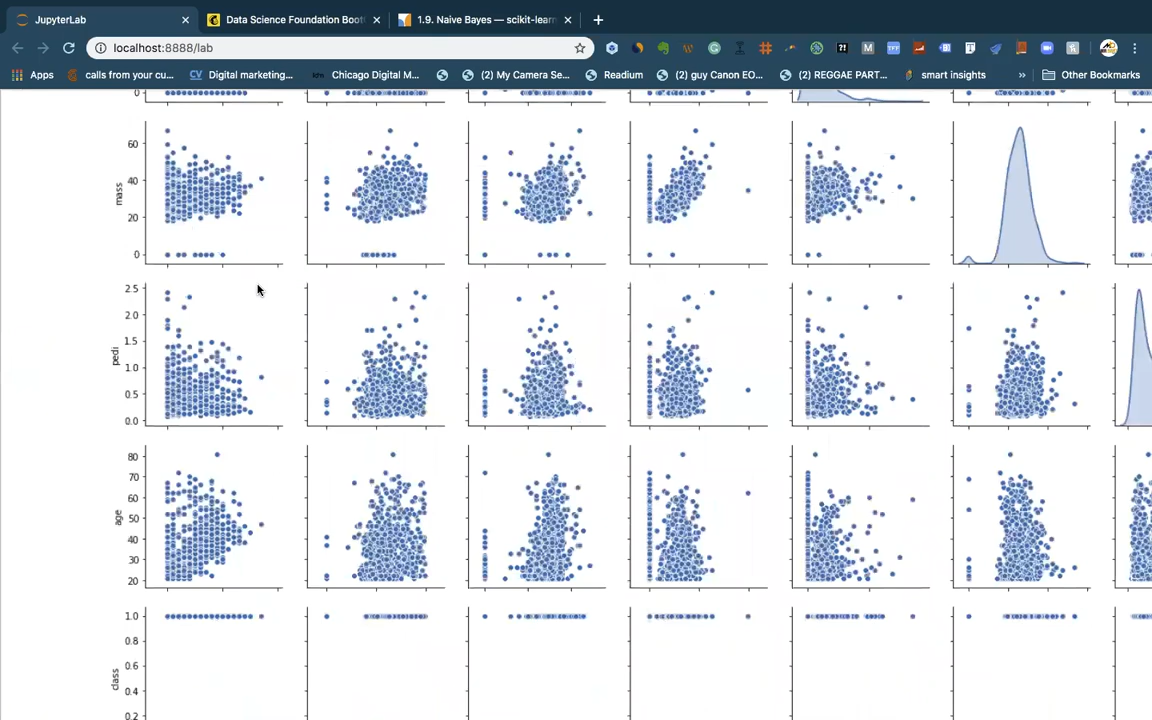 JupyterLab
Data Science Foundation Boot
1.9. Naive Bayes — scikit-learn
localhost:8888/lab
Apps
calls from your cu...
CV
Digital marketing...
Chicago Digital M...
(2) My Camera Se...
Readium
(2) guy Canon EO...
(2) REGGAE PART...
smart insights
»
Other Bookmarks
0
60
40
20
0
mass
2.5
2.0
1.5
1.0
0.5
0.0
pedi
80
70
60
50
40
30
20
age
1.0
0.8
0.6
0.4
0.2
class